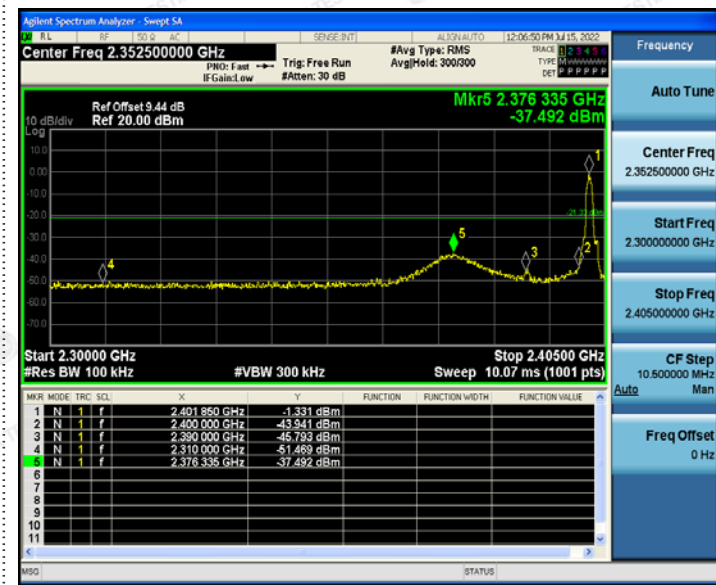 Agilent Spectrum Analyzer - Swept SA
RL RF 50 Ω AC SENSE:INT ALIGN AUTO 12:06:50 PM Jul 15, 2022
Center Freq 2.352500000 GHz
PNO: Fast
IFGain:Low
Trig: Free Run
#Atten: 30 dB
#Avg Type: RMS
Avg|Hold: 300/300
TRACE 1 2 3 4 5 6
TYPE M
DET P P P P P P
Frequency
Auto Tune
Center Freq
2.352500000 GHz
Start Freq
2.300000000 GHz
Stop Freq
2.405000000 GHz
CF Step
10.500000 MHz
Auto Man
Freq Offset
0 Hz
Mkr5 2.376 335 GHz
-37.492 dBm
Ref Offset 9.44 dB
10 dB/div Ref 20.00 dBm
Log
10.0
0.00
-10.0
-20.0
-30.0
-40.0
-50.0
-60.0
-70.0
1
2
3
4
5
Start 2.30000 GHz Stop 2.40500 GHz
#Res BW 100 kHz #VBW 300 kHz Sweep 10.07 ms (1001 pts)
MKR MODE TRC SCL X Y FUNCTION FUNCTION WIDTH FUNCTION VALUE
1 N 1 f 2.401 850 GHz -1.331 dBm
2 N 1 f 2.400 000 GHz -43.941 dBm
3 N 1 f 2.390 000 GHz -45.793 dBm
4 N 1 f 2.310 000 GHz -51.469 dBm
5 N 1 f 2.376 335 GHz -37.492 dBm
6
7
8
9
10
11
MSG STATUS